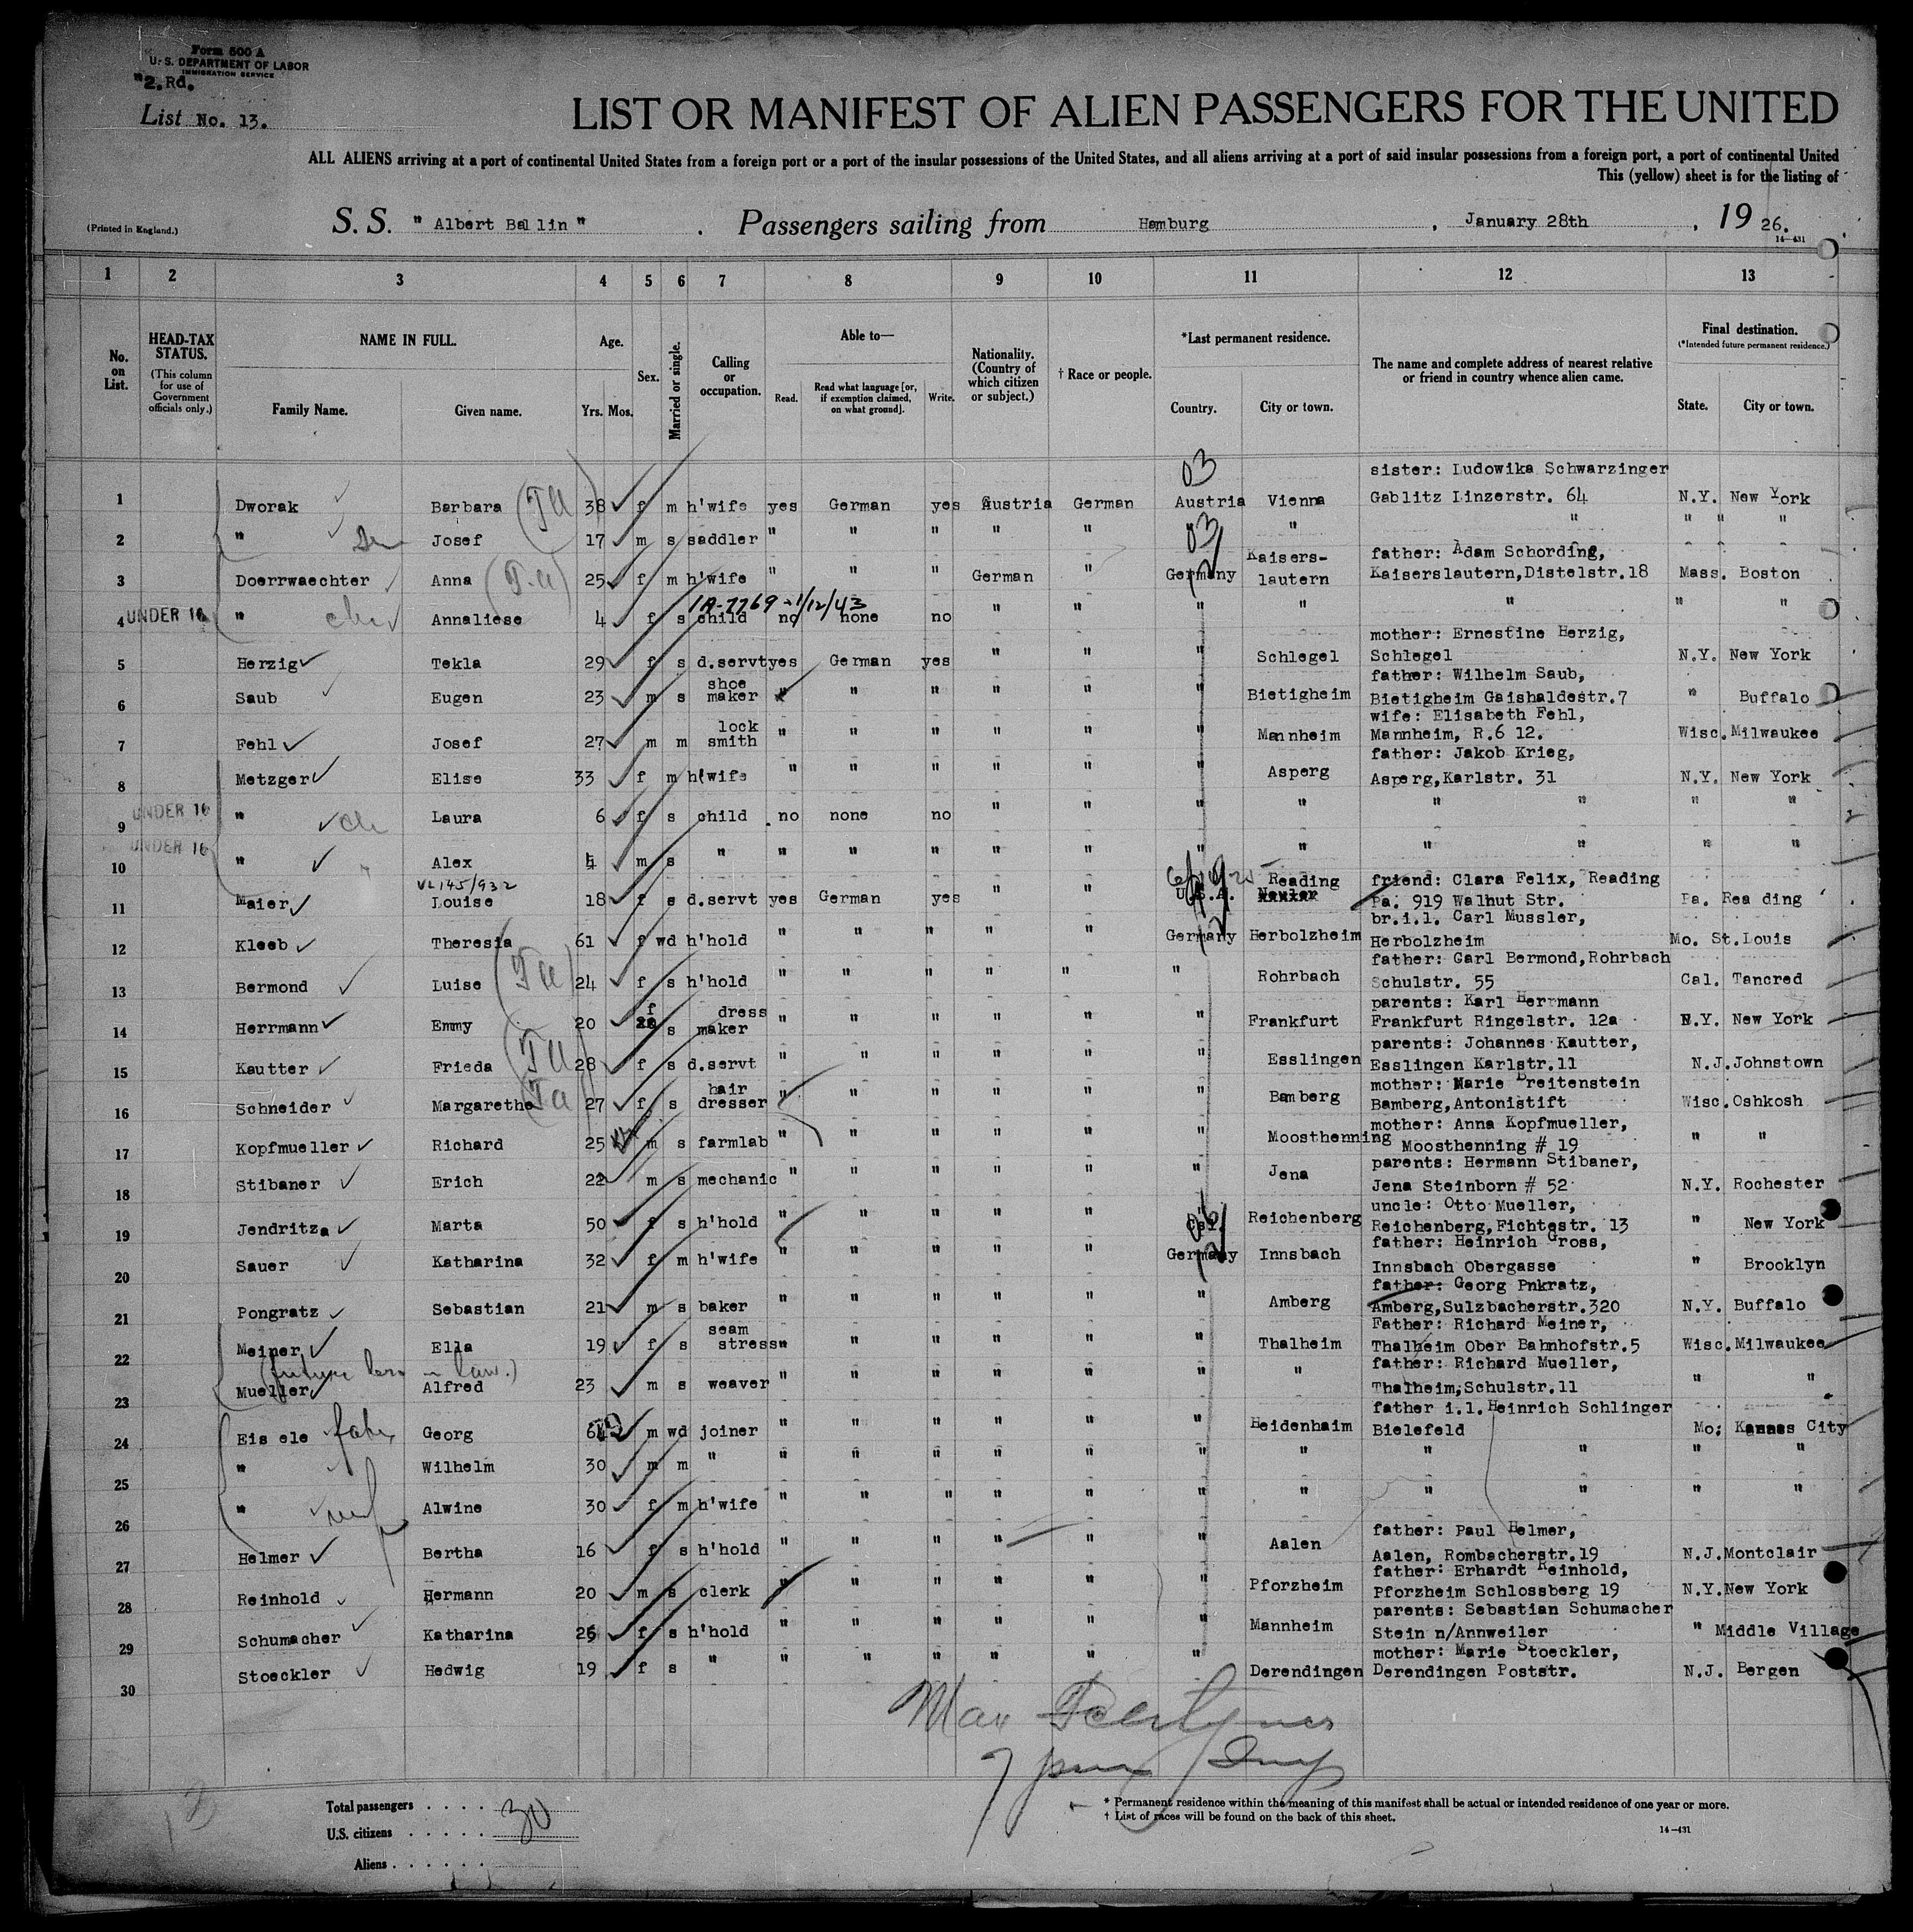 Form 500 A
U. S. DEPARTMENT OF LABOR
IMMIGRATION SERVICE
"2.Rd.
List No. 13.
LIST OR MANIFEST OF ALIEN PASSENGERS FOR THE UNITED
ALL ALIENS arriving at a port of continental United States from a foreign port or a port of the insular possessions of the United States, and all aliens arriving at a port of said insular possessions from a foreign port, a port of continental United
This (yellow) sheet is for the listing of
(Printed in England.)
S. S. " Albert Ballin " . Passengers sailing from Hamburg , January 28th , 19 26.
14—431
1 2 3 4 5 6 7 8 9 10 11 12 13
No. on List.
HEAD-TAX STATUS.
(This column for use of Government officials only.)
NAME IN FULL.
Family Name. Given name.
Age.
Yrs. Mos.
Sex.
Married or single.
Calling or occupation.
Able to—
Read. Read what language [or, if exemption claimed, on what ground]. Write.
Nationality. (Country of which citizen or subject.)
† Race or people.
*Last permanent residence.
Country. City or town.
The name and complete address of nearest relative or friend in country whence alien came.
Final destination.
(*Intended future permanent residence.)
State. City or town.
03
sister: Ludowika Schwarzinger
1 Dworak Barbara (Ta) 38 f m h'wife yes German yes Austria German Austria Vienna Gablitz Linzerstr. 64 N.Y. New York
03
2 " Josef 17 m s saddler " " " " " " " " " "
father: Adam Schording,
3 Doerrwaechter Anna (T.a) 25 f m h'wife " " " German " Germany Kaisers-lautern Kaiserslautern,Distelstr.18 Mass. Boston
1A-7769 - 1/12/43
4 UNDER 16 " Annaliese 4 f s child no none no " " " " " " "
mother: Ernestine Herzig,
5 Herzig Tekla 29 f s d.servt yes German yes " " " Schlegel Schlegel N.Y. New York
father: Wilhelm Saub,
6 Saub Eugen 23 m s shoe maker " " " " " " Bietigheim Bietigheim Gaishaldestr.7 " Buffalo
wife: Elisabeth Fehl,
7 Fehl Josef 27 m m lock smith " " " " " " Mannheim Mannheim, R.6 12. Wisc. Milwaukee
father: Jakob Krieg,
8 Metzger Elise 33 f m h'wife " " " " " " Asperg Asperg,Karlstr. 31 N.Y. New York
9 UNDER 16 " Laura 6 f s child no none no " " " " " " " "
10 UNDER 16 " Alex 4 m s " " " " " " " " " " " "
VL145/932
friend: Clara Felix, Reading
11 Maier Louise 18 f s d.servt yes German yes " " U.S.A. Reading Pa. 919 Walnut Str. Pa. Rea ding
br.i.l. Carl Mussler,
12 Kleeb Theresia 61 f wd h'hold " " " " " Germany Herbolzheim Herbolzheim Mo. St.Louis
father: Carl Bermond,Rohrbach
13 Bermond Luise (Ta) 24 f s h'hold " " " " " " Rohrbach Schulstr. 55 Cal. Tancred
parents: Karl Herrmann
14 Herrmann Emmy 20 f s dress maker " " " " " " Frankfurt Frankfurt Ringelstr. 12a N.Y. New York
parents: Johannes Kautter,
15 Kautter Frieda (Ta) 28 f s d.servt " " " " " " Esslingen Esslingen Karlstr.11 N.J. Johnstown
mother: Marie Breitenstein
16 Schneider Margarethe (Ta) 27 f s hair dresser " " " " " " Bamberg Bamberg,Antonistift Wisc. Oshkosh
mother: Anna Kopfmueller,
17 Kopfmueller Richard 25 m s farmlab " " " " " " Moosthenning Moosthenning # 19 " "
parents: Hermann Stibaner,
18 Stibaner Erich 22 m s mechanic " " " " " " Jena Jena Steinborn # 52 N.Y. Rochester
uncle: Otto Mueller,
19 Jendritza Marta 50 f s h'hold " " " " " Csl. Reichenberg Reichenberg,Fichtestr. 13 " New York
father: Heinrich Gross,
20 Sauer Katharina 32 f m h'wife " " " " " Germany Innsbach Innsbach Obergasse " Brooklyn
father: Georg Pnkratz,
21 Pongratz Sebastian 21 m s baker " " " " " " Amberg Amberg,Sulzbacherstr.320 N.Y. Buffalo
Father: Richard Meiner,
22 Meiner Ella 19 f s seam stress " " " " " " Thalheim Thalheim Ober Bahnhofstr.5 Wisc. Milwaukee
father: Richard Mueller,
23 Mueller Alfred 23 m s weaver " " " " " " " Thalheim,Schulstr.11 " "
father i.l. Heinrich Schlinger
24 Eis ele Georg m wd joiner " " " " " " Heidenhaim Bielefeld Mo. Kansas City
25 " Wilhelm 30 m m " " " " " " " " " " " "
26 " Alwine 30 f m h'wife " " " " " " " " " " "
father: Paul Helmer,
27 Helmer Bertha 16 f s h'hold " " " " " " Aalen Aalen, Rombacherstr.19 N.J. Montclair
father: Erhardt Reinhold,
28 Reinhold Hermann 20 m s clerk " " " " " " Pforzheim Pforzheim Schlossberg 19 N.Y. New York
parents: Sebastian Schumacher
29 Schumacher Katharina 25 f s h'hold " " " " " " Mannheim Stein n/Annweiler " Middle Village
mother: Marie Stoeckler,
30 Stoeckler Hedwig 19 f s " " " " " " " Derendingen Derendingen Poststr. N.J. Bergen
Max
Total passengers . . . . 30
U.S. citizens . . . . .
Aliens . . . . . .
* Permanent residence within the meaning of this manifest shall be actual or intended residence of one year or more.
† List of races will be found on the back of this sheet.
14—431